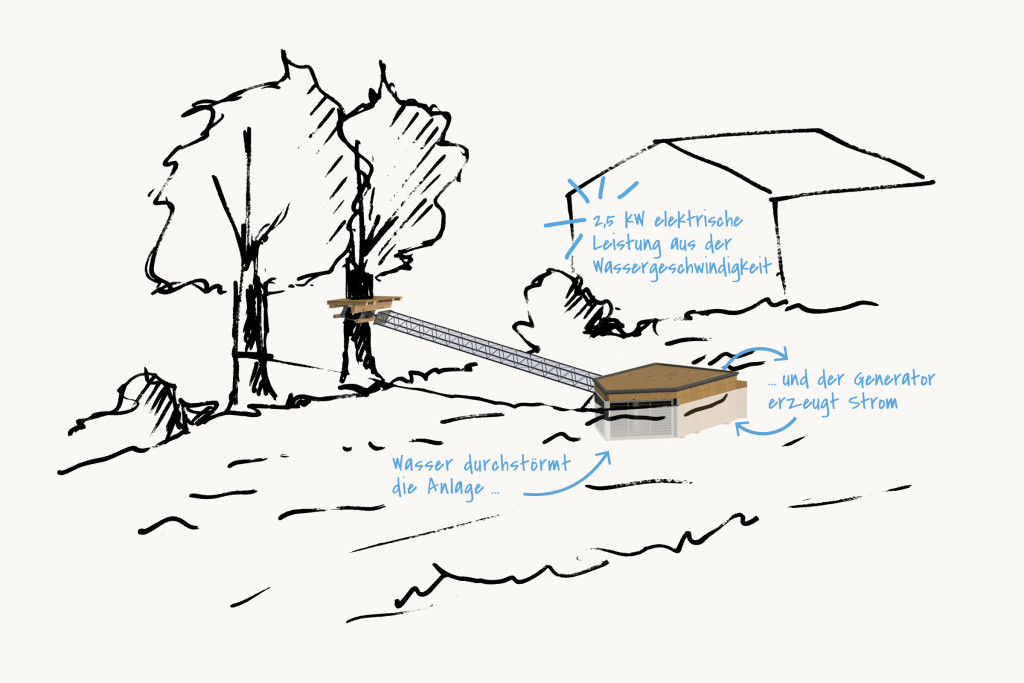 2,5 kW elektrische
Leistung aus der
Wassergeschwindigkeit
... und der Generator
erzeugt Strom
Wasser durchstörmt
die Anlage ...